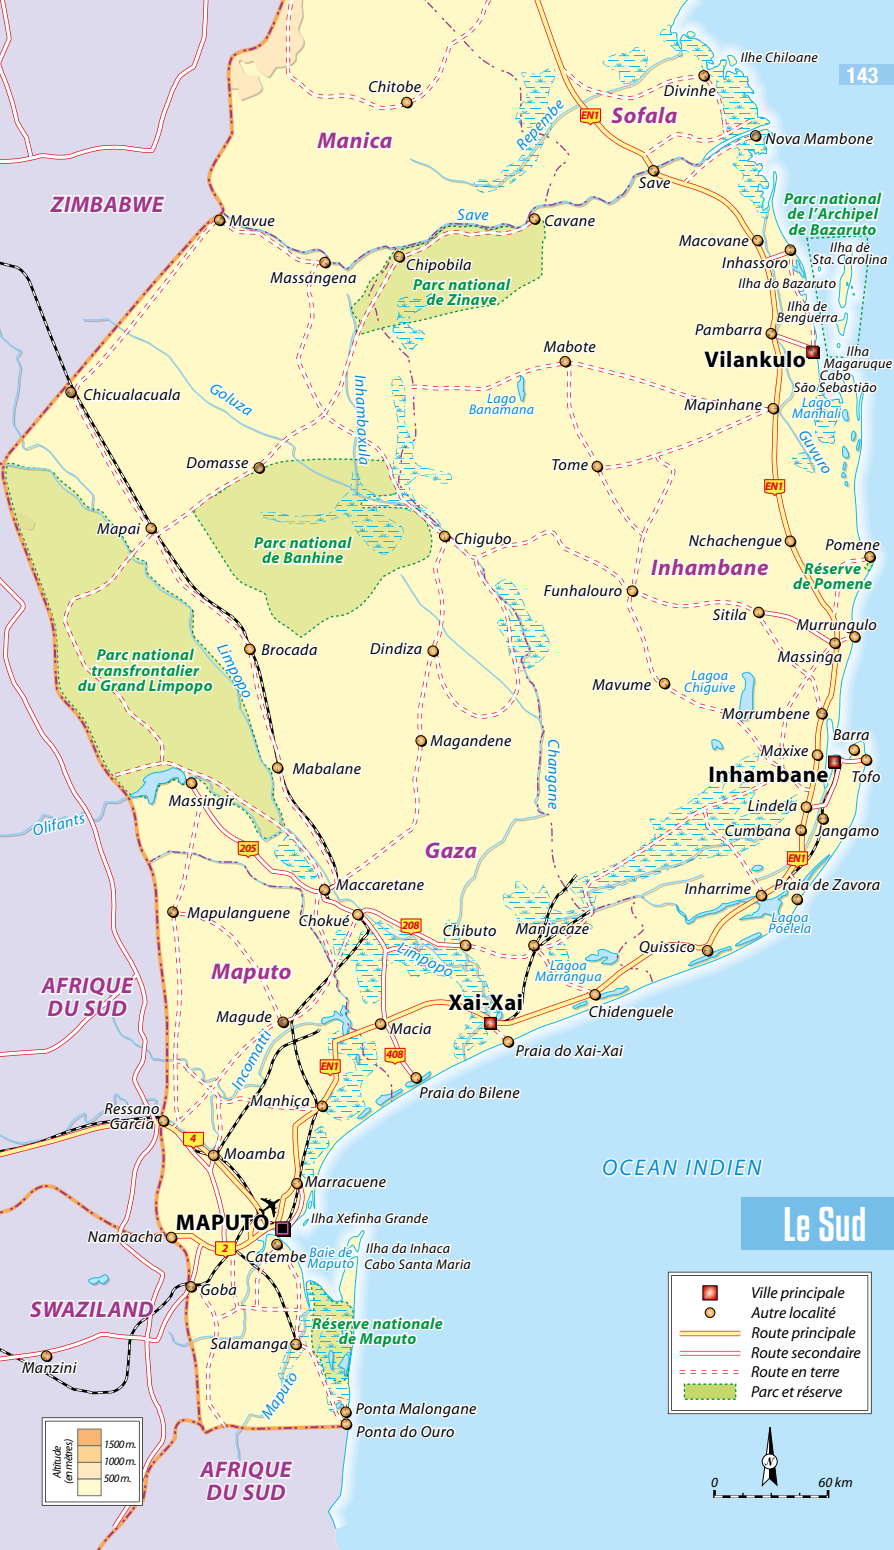 Ilhe Chiloane
143
Chitobe
Divinhe
EN1
Sofala
Repembe
Manica
Nova Mambone
Save
ZIMBABWE
Parc national
de l'Archipel
de Bazaruto
Mavue
Save
Cavane
Macovane
Ilha de
Sta. Carolina
Inhassoro
Massangena
Chipobila
Parc national
de Zinave
Ilha do Bazaruto
Ilha de
Benguerra
Pambarra
Vilankulo
Mabote
Ilha
Magaruque
Cabo
São Sebastião
Chicualacuala
Goluza
Inhambaxula
Lago
Banamana
Mapinhane
Lago
Manhali
Guvuro
Domasse
Tome
EN1
Mapai
Parc national
de Banhine
Chigubo
Nchachengue
Pomene
Inhambane
Réserve
de Pomene
Funhalouro
Sitila
Murrungulo
Massinga
Parc national
transfrontalier
du Grand Limpopo
Limpopo
Brocada
Dindiza
Mavume
Lagoa
Chiguive
Morrumbene
Magandene
Changane
Maxixe
Barra
Inhambane
Tofo
Mabalane
Massingir
Lindela
Olifants
Cumbana
Jangamo
205
Gaza
EN1
Maccaretane
Inharrime
Praia de Zavora
Mapulanguene
Chokué
208
Chibuto
Manjacaze
Lagoa
Poelela
Limpopo
Quissico
Maputo
Lagoa
Marrangua
AFRIQUE
DU SUD
Xai-Xai
Chidenguele
Magude
Macia
Incomatti
EN1
408
Praia do Xai-Xai
Praia do Bilene
Manhiça
Ressano
Garcia
4
Moamba
OCEAN INDIEN
Marracuene
MAPUTO
Ilha Xefinha Grande
Le Sud
Namaacha
2
Catembe
Baie de
Maputo
Ilha da Inhaca
Cabo Santa Maria
Goba
SWAZILAND
Réserve nationale
de Maputo
Salamanga
Manzini
Maputo
Ville principale
Autre localité
Route principale
Route secondaire
Route en terre
Parc et réserve
Ponta Malongane
Ponta do Ouro
Altitude
(en mètres)
1500 m.
1000 m.
500 m.
AFRIQUE
DU SUD
N
0
60 km